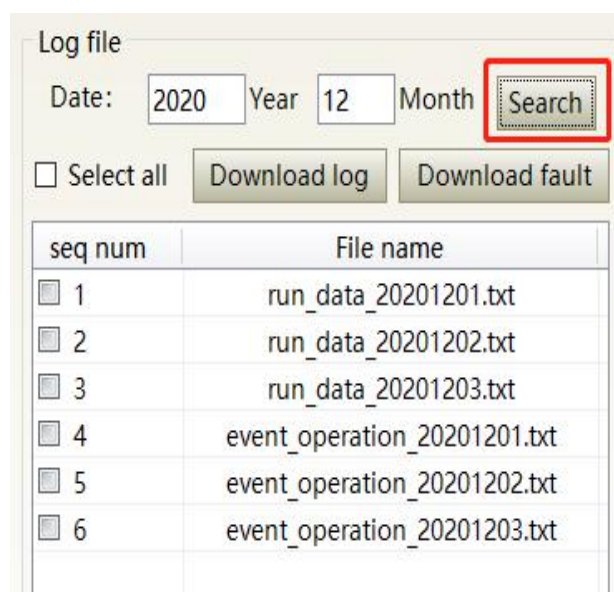 Log file
Date: 2020 Year 12 Month Search
Select all Download log Download fault
seq num File name
1 run_data_20201201.txt
2 run_data_20201202.txt
3 run_data_20201203.txt
4 event_operation_20201201.txt
5 event_operation_20201202.txt
6 event_operation_20201203.txt